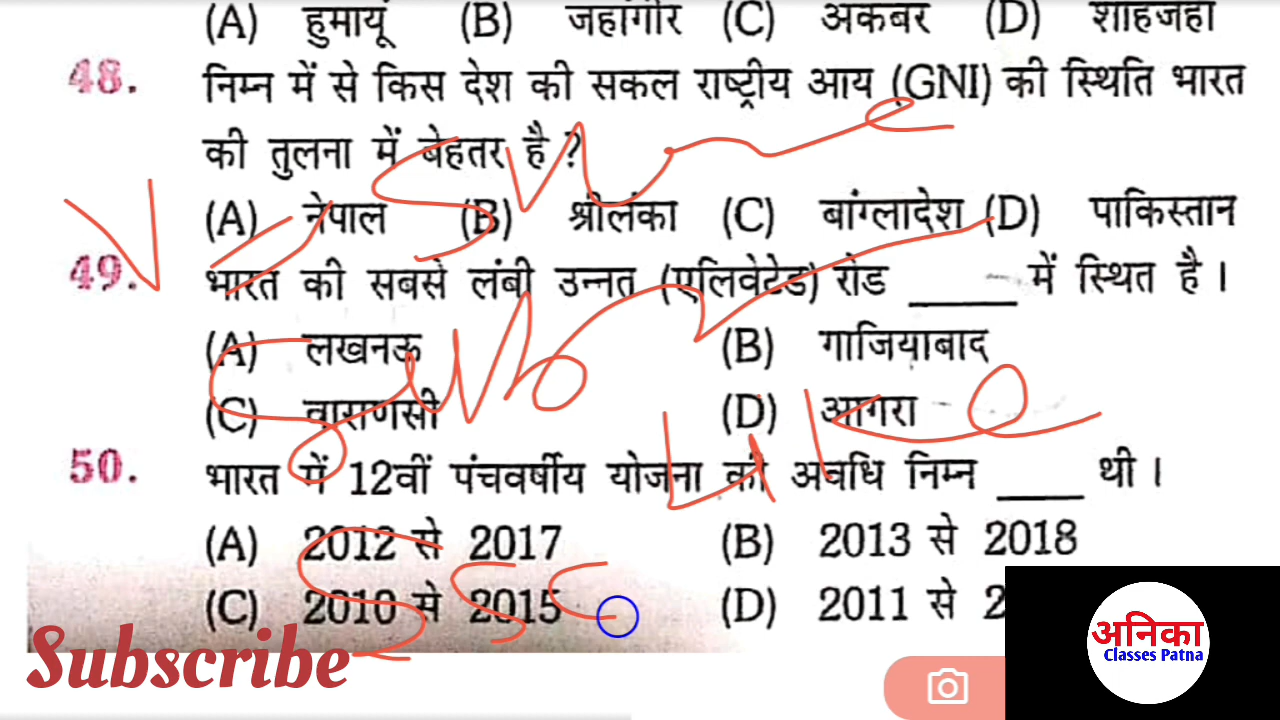 (A) हुमायूं (B) जहांगीर (C) अकबर (D) शाहजहां
48. निम्न में से किस देश की सकल राष्ट्रीय आय (GNI) की स्थिति भारत
की तुलना में बेहतर है ?
(A) नेपाल (B) श्रीलंका (C) बांग्लादेश (D) पाकिस्तान
49. भारत की सबसे लंबी उन्नत (एलिवेटेड) रोड ____ में स्थित है ।
(A) लखनऊ (B) गाजियाबाद
(C) वाराणसी (D) आगरा
50. भारत में 12वीं पंचवर्षीय योजना की अवधि निम्न ____ थी ।
(A) 2012 से 2017 (B) 2013 से 2018
(C) 2010 से 2015 (D) 2011 से 2
SSC
Subscribe
अनिका
Classes Patna